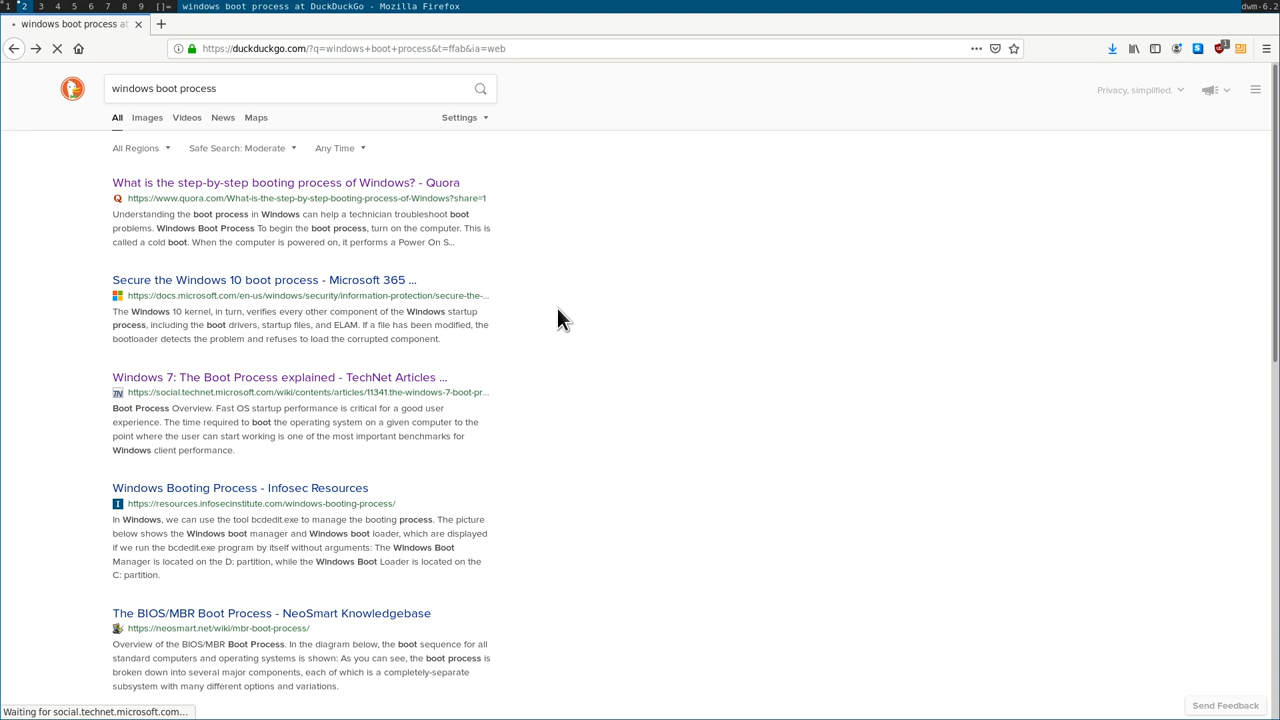 1 2 3 4 5 6 7 8 9 []= windows boot process at DuckDuckGo - Mozilla Firefox dwm-6.2
windows boot process at
https://duckduckgo.com/?q=windows+boot+process&t=ffab&ia=web
1
windows boot process
Privacy, simplified.
All Images Videos News Maps Settings
All Regions Safe Search: Moderate Any Time
What is the step-by-step booting process of Windows? - Quora
Q https://www.quora.com/What-is-the-step-by-step-booting-process-of-Windows?share=1
Understanding the boot process in Windows can help a technician troubleshoot boot
problems. Windows Boot Process To begin the boot process, turn on the computer. This is
called a cold boot. When the computer is powered on, it performs a Power On S...
Secure the Windows 10 boot process - Microsoft 365 ...
https://docs.microsoft.com/en-us/windows/security/information-protection/secure-the-...
The Windows 10 kernel, in turn, verifies every other component of the Windows startup
process, including the boot drivers, startup files, and ELAM. If a file has been modified, the
bootloader detects the problem and refuses to load the corrupted component.
Windows 7: The Boot Process explained - TechNet Articles ...
TN https://social.technet.microsoft.com/wiki/contents/articles/11341.the-windows-7-boot-pr...
Boot Process Overview. Fast OS startup performance is critical for a good user
experience. The time required to boot the operating system on a given computer to the
point where the user can start working is one of the most important benchmarks for
Windows client performance.
Windows Booting Process - Infosec Resources
I https://resources.infosecinstitute.com/windows-booting-process/
In Windows, we can use the tool bcdedit.exe to manage the booting process. The picture
below shows the Windows boot manager and Windows boot loader, which are displayed
if we run the bcdedit.exe program by itself without arguments: The Windows Boot
Manager is located on the D: partition, while the Windows Boot Loader is located on the
C: partition.
The BIOS/MBR Boot Process - NeoSmart Knowledgebase
https://neosmart.net/wiki/mbr-boot-process/
Overview of the BIOS/MBR Boot Process. In the diagram below, the boot sequence for all
standard computers and operating systems is shown: As you can see, the boot process is
broken down into several major components, each of which is a completely-separate
subsystem with many different options and variations.
Send Feedback
Waiting for social.technet.microsoft.com...